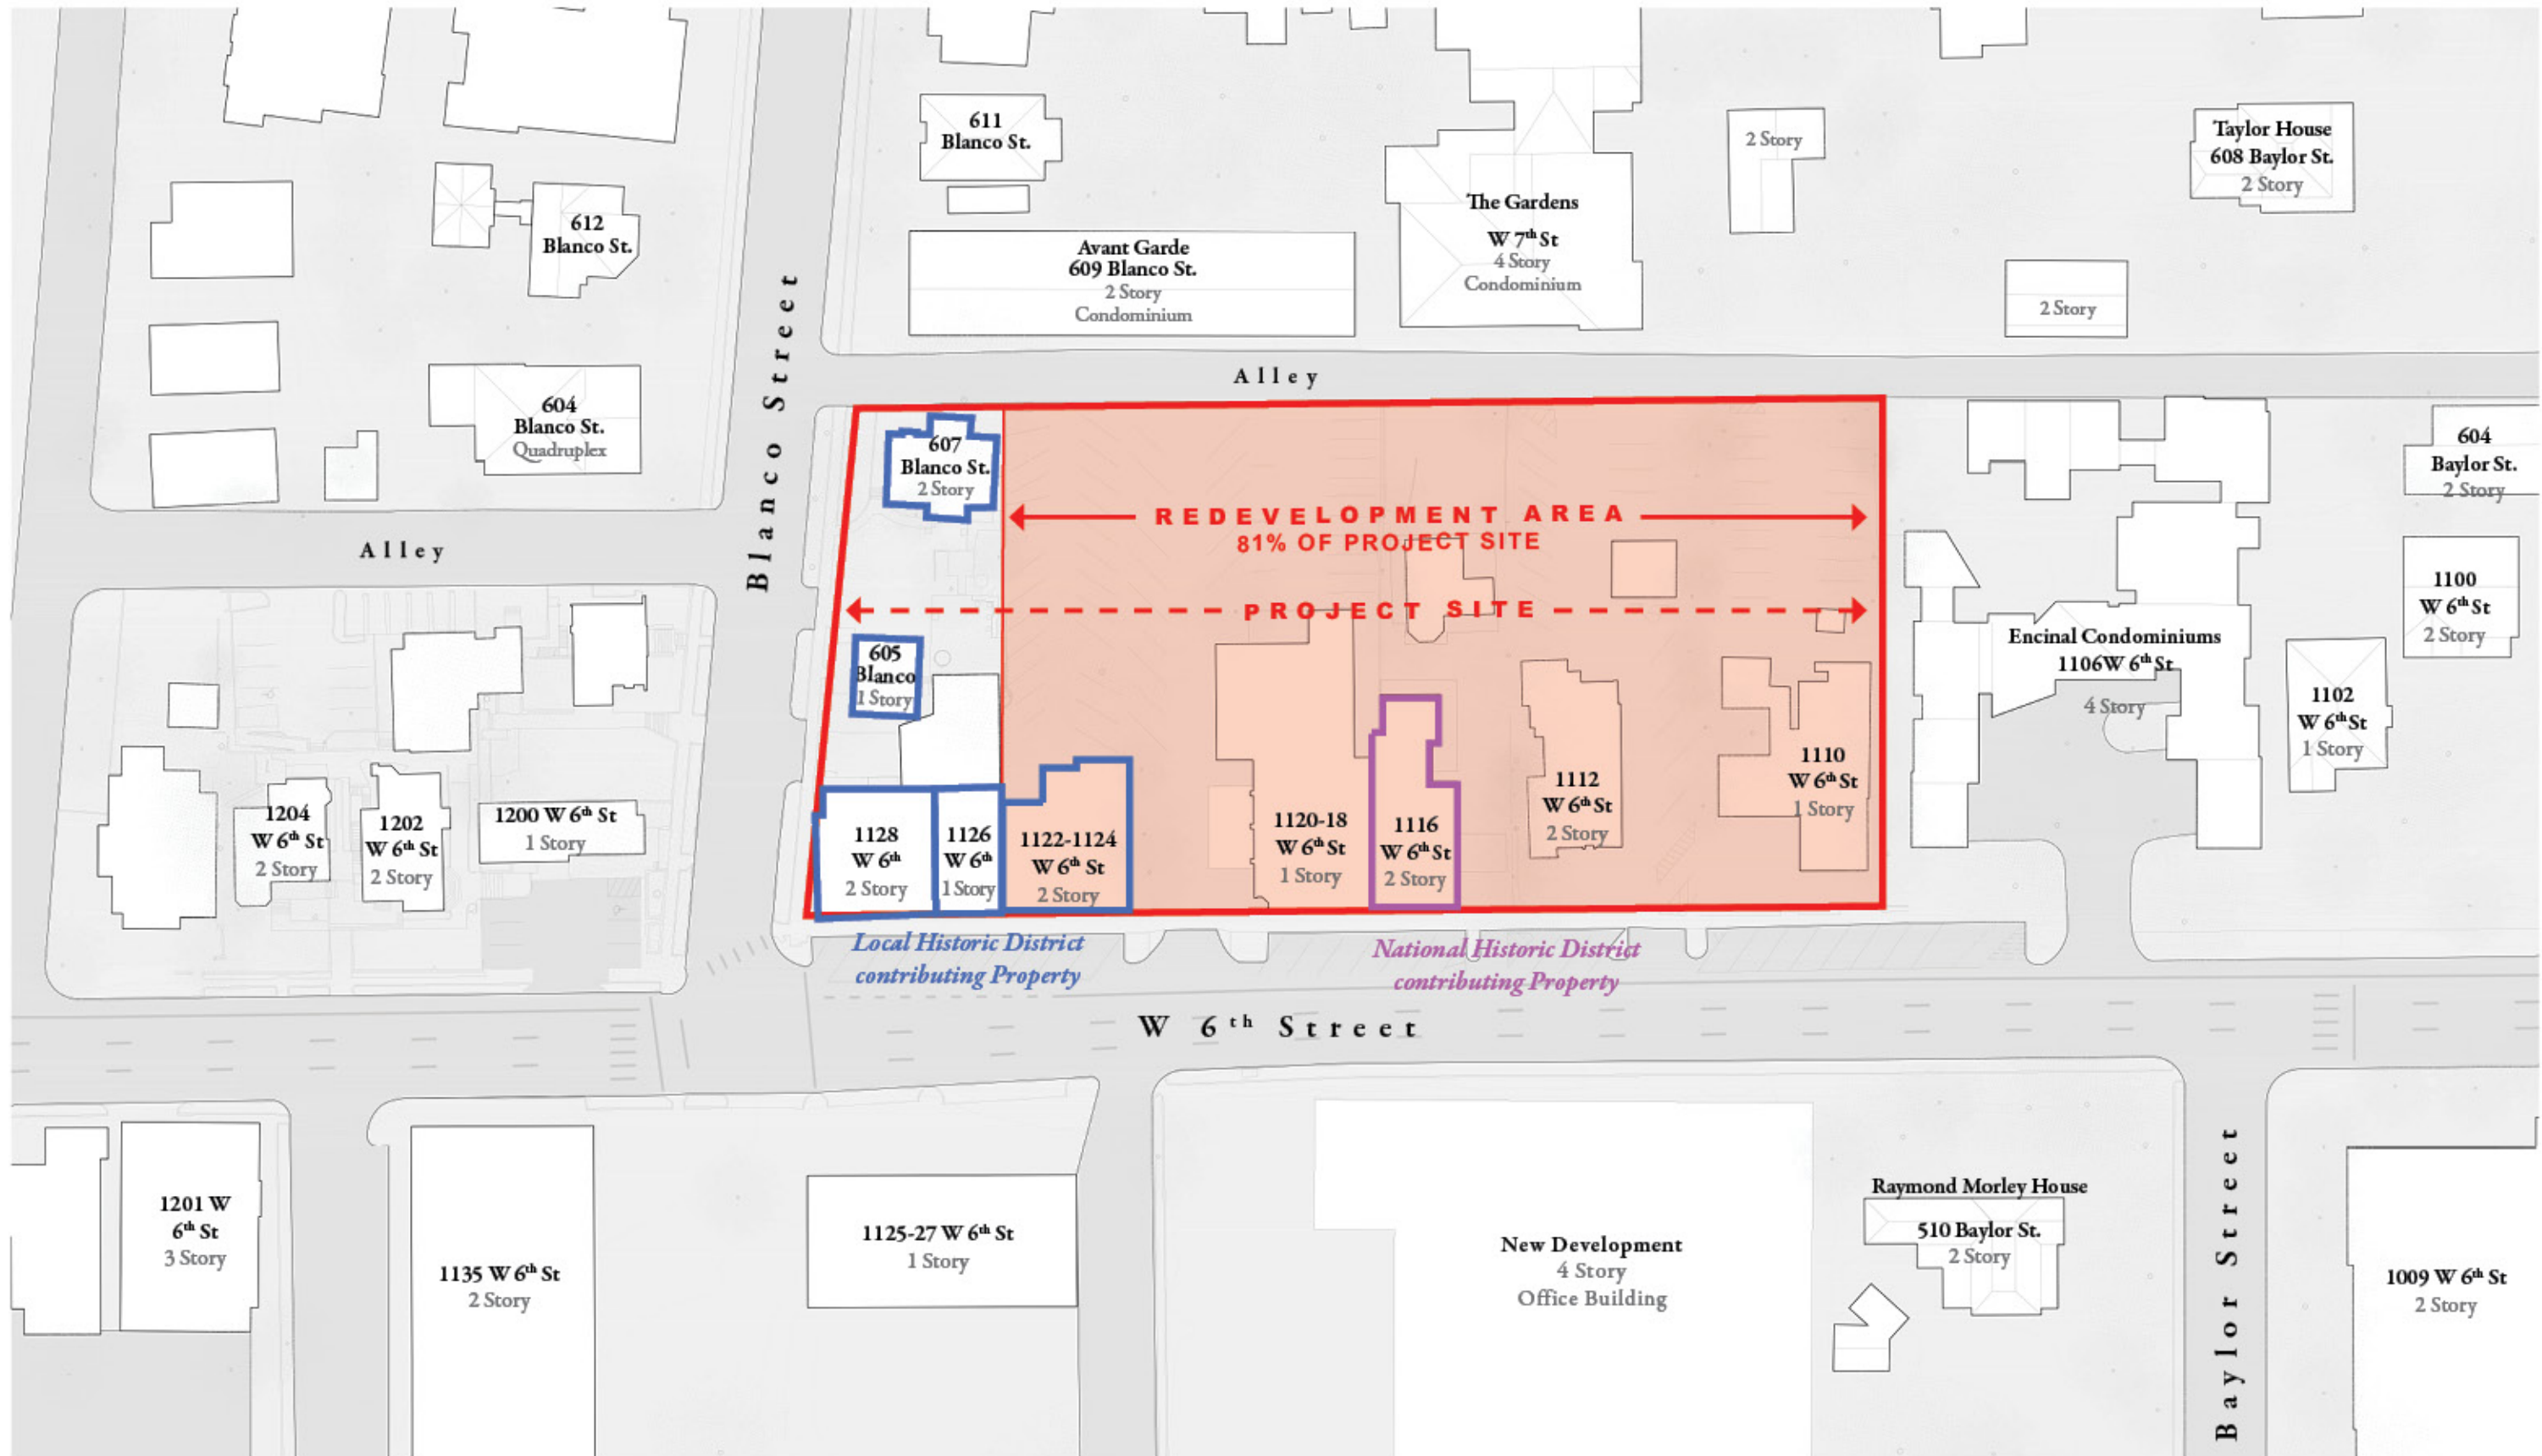 611
Blanco St.
2 Story
Taylor House
608 Baylor St.
2 Story
612
Blanco St.
The Gardens
W 7th St
4 Story
Condominium
Avant Garde
609 Blanco St.
2 Story
Condominium
2 Story
Blanco Street
Alley
604
Blanco St.
Quadruplex
607
Blanco St.
2 Story
604
Baylor St.
2 Story
REDEVELOPMENT AREA
81% OF PROJECT SITE
Alley
PROJECT SITE
1100
W 6th St
2 Story
605
Blanco
1 Story
Encinal Condominiums
1106W 6th St
4 Story
1102
W 6th St
1 Story
1204
W 6th St
2 Story
1202
W 6th St
2 Story
1200 W 6th St
1 Story
1128
W 6th
2 Story
1126
W 6th
1 Story
1122-1124
W 6th St
2 Story
1120-18
W 6th St
1 Story
1116
W 6th St
2 Story
1112
W 6th St
2 Story
1110
W 6th St
1 Story
Local Historic District
contributing Property
National Historic District
contributing Property
W 6th Street
1201 W
6th St
3 Story
1135 W 6th St
2 Story
1125-27 W 6th St
1 Story
New Development
4 Story
Office Building
Raymond Morley House
510 Baylor St.
2 Story
Baylor Street
1009 W 6th St
2 Story